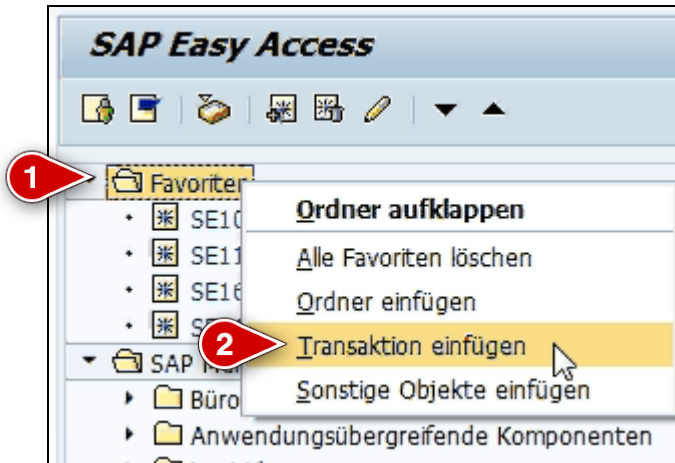 SAP Easy Access
1
Favoriten
Ordner aufklappen
SE10
SE11
Alle Favoriten löschen
SE16
Ordner einfügen
2
Transaktion einfügen
SAP
Sonstige Objekte einfügen
Büro
Anwendungsübergreifende Komponenten